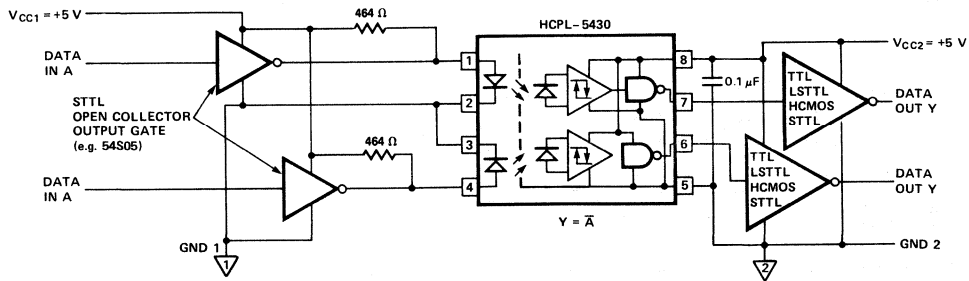 V CC1 = +5 V
464 Ω
HCPL-5430
V CC2 = +5 V
DATA
IN A
1
8
0.1 μF
TTL
LSTTL
HCMOS
STTL
DATA
OUT Y
STTL
OPEN COLLECTOR
OUTPUT GATE
(e.g. 54S05)
2
7
3
6
464 Ω
TTL
LSTTL
HCMOS
STTL
DATA
IN A
4
5
DATA
OUT Y
Y = A̅
GND 1
GND 2
1
2